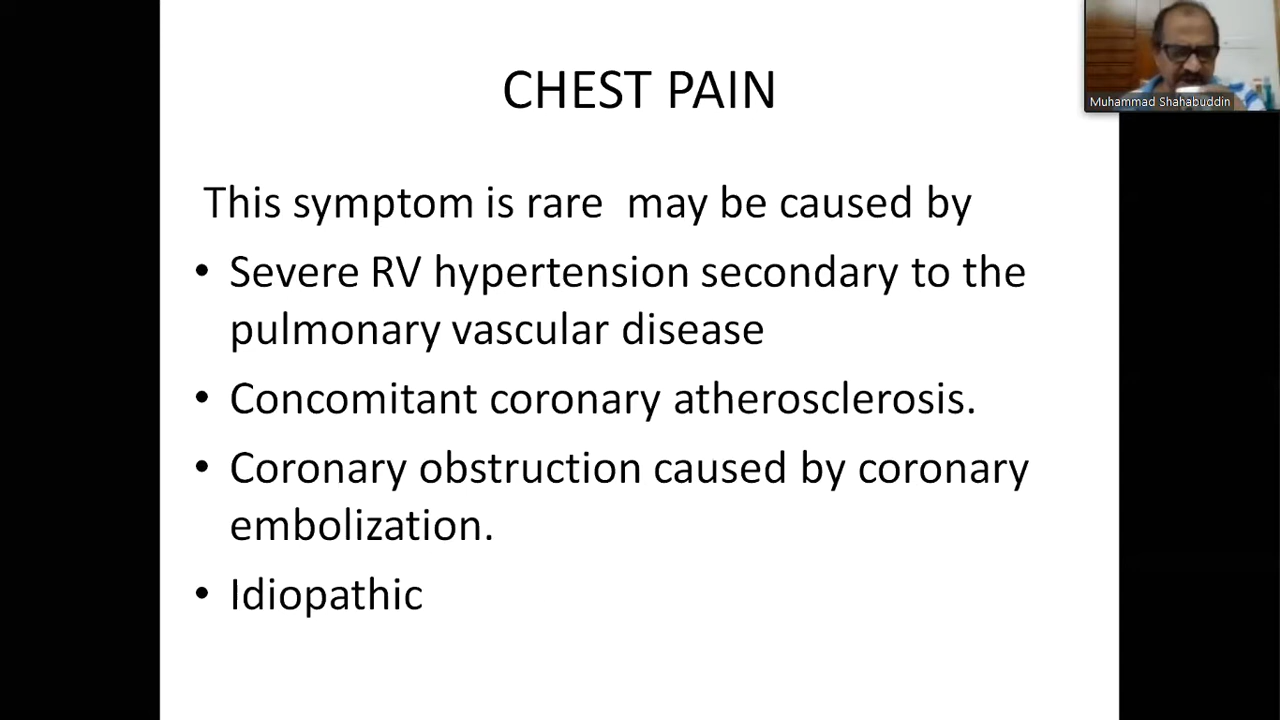 CHEST PAIN
Muhammad Shahabuddin
This symptom is rare  may be caused by
• Severe RV hypertension secondary to the
pulmonary vascular disease
• Concomitant coronary atherosclerosis.
• Coronary obstruction caused by coronary
embolization.
• Idiopathic